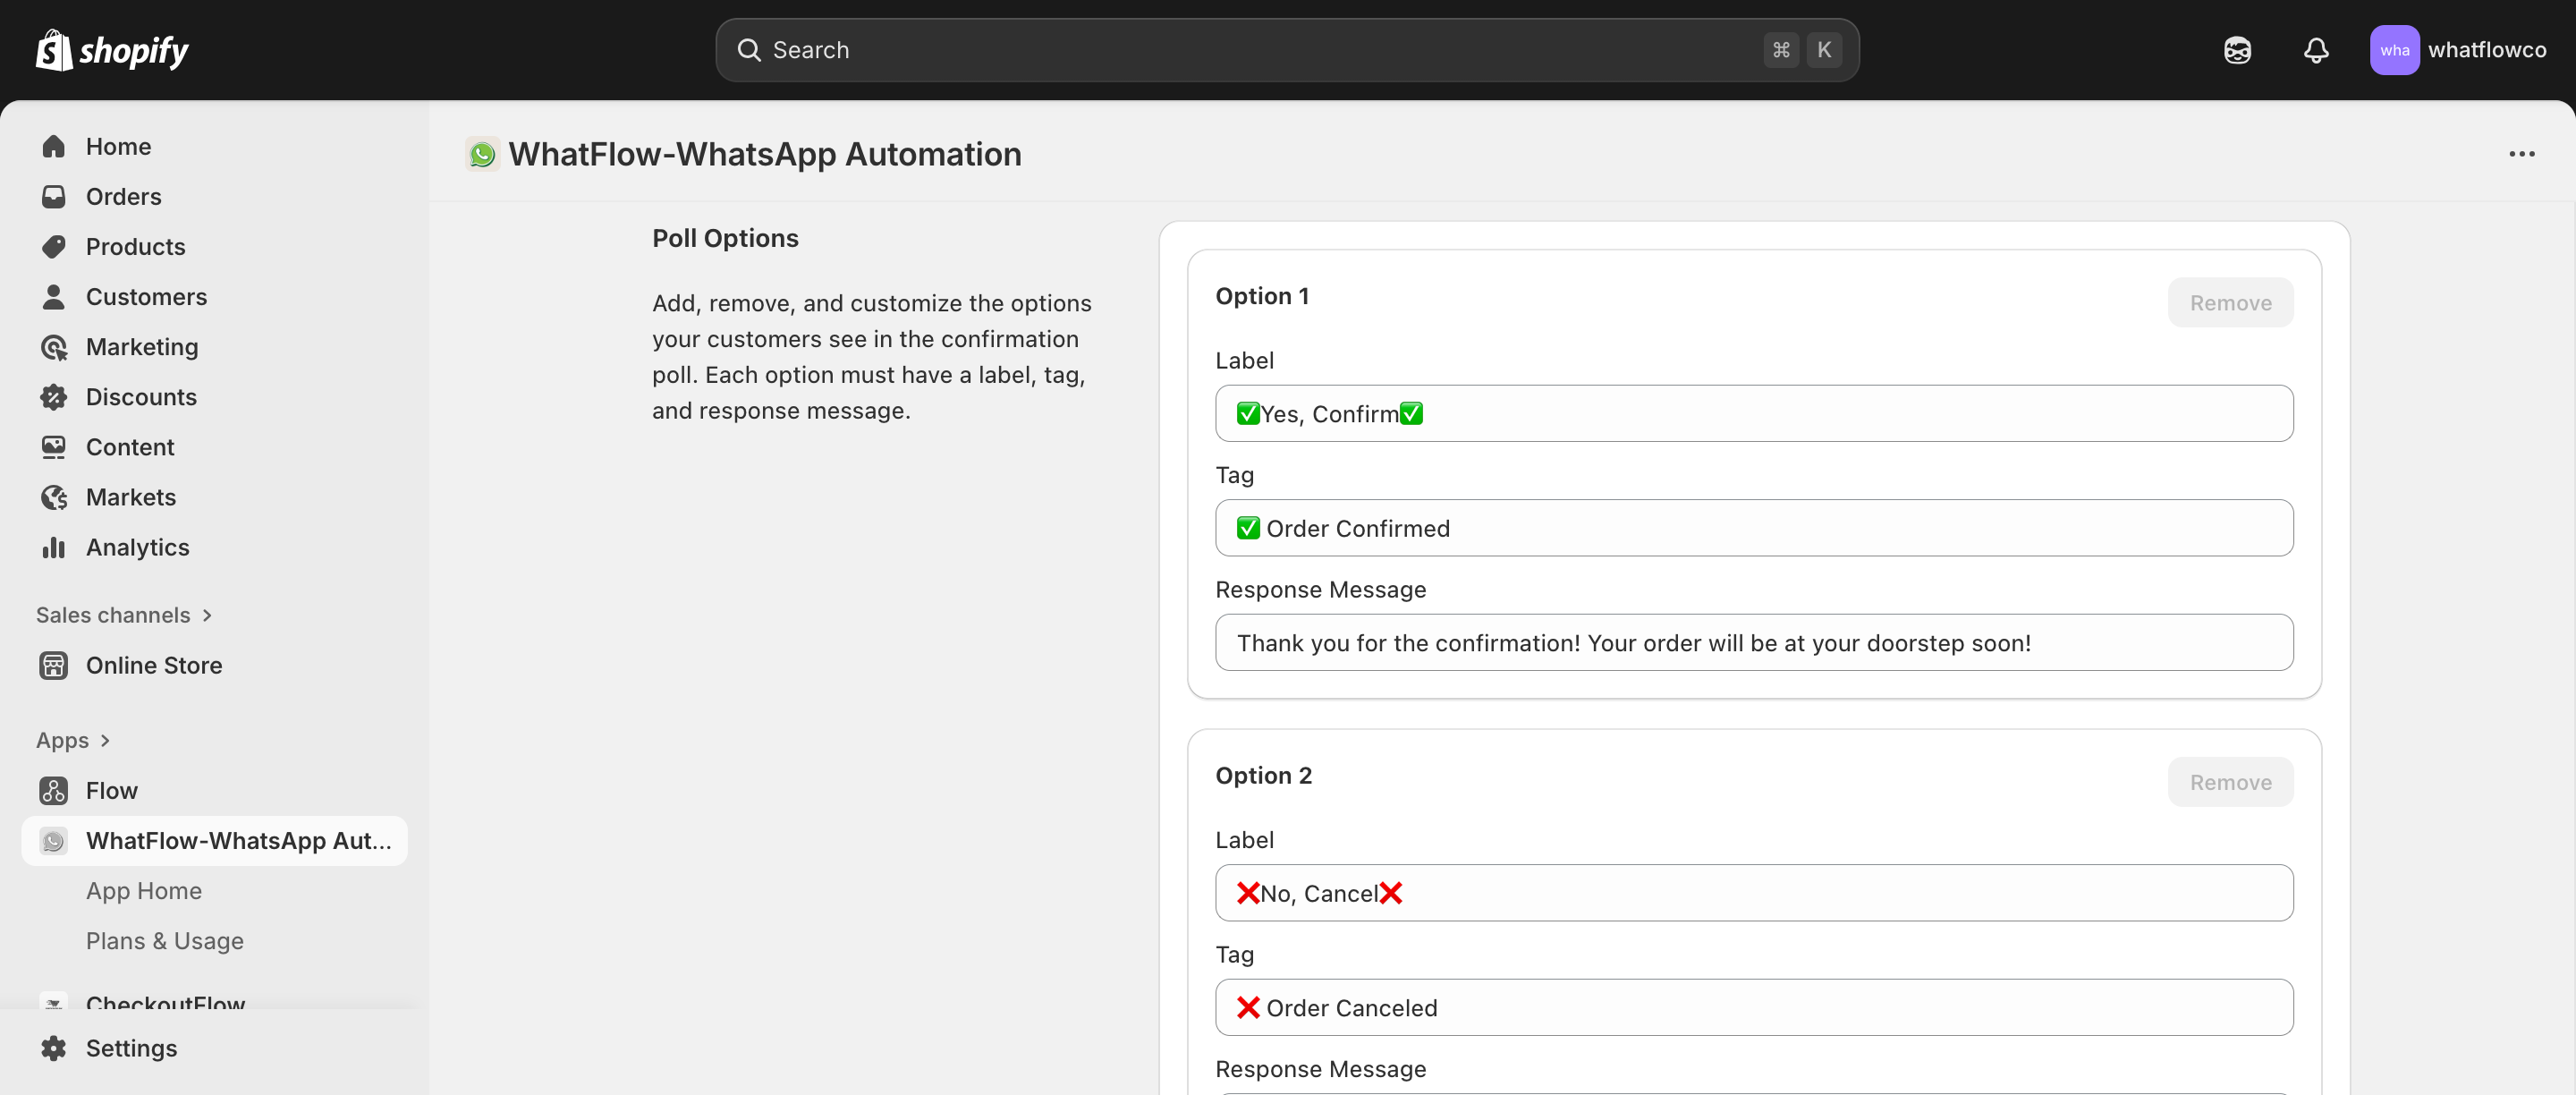 shopify
Search
⌘ K
wha
whatflowco
Home
Orders
Products
Customers
Marketing
Discounts
Content
Markets
Analytics
Sales channels
Online Store
Apps
Flow
WhatFlow-WhatsApp Aut...
App Home
Plans & Usage
CheckoutFlow
Settings
WhatFlow-WhatsApp Automation
Poll Options
Add, remove, and customize the options
your customers see in the confirmation
poll. Each option must have a label, tag,
and response message.
Option 1
Remove
Label
✅Yes, Confirm✅
Tag
✅ Order Confirmed
Response Message
Thank you for the confirmation! Your order will be at your doorstep soon!
Option 2
Remove
Label
❌No, Cancel❌
Tag
❌ Order Canceled
Response Message